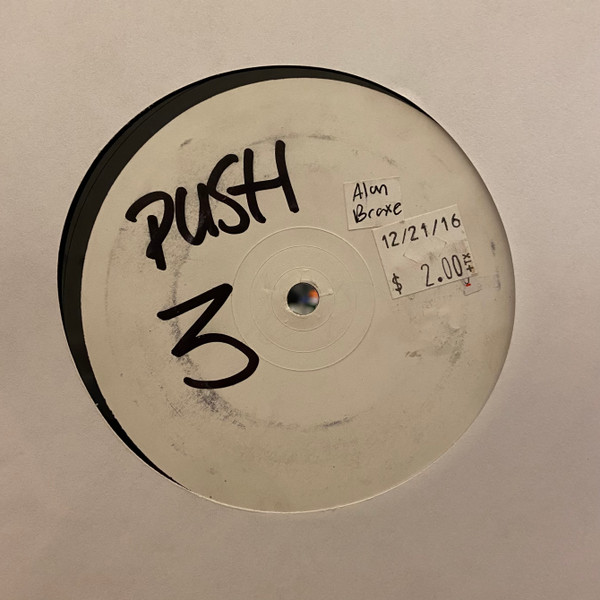 PUSH
3
Alan
Braxe
12/21/16
$ 2.00